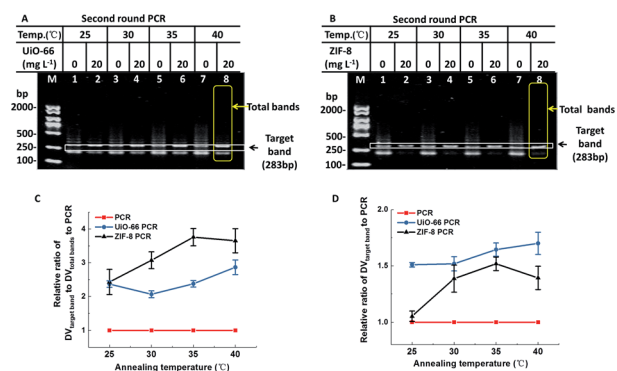 A
Second round PCR
Temp.(℃) 25 30 35 40
UiO-66
(mg L-1) 0 20 0 20 0 20 0 20
M 1 2 3 4 5 6 7 8
bp
2000-
500-
250-
100-
Total bands
Target
band
(283bp)
B
Second round PCR
Temp.(℃) 25 30 35 40
ZIF-8
(mg L-1) 0 20 0 20 0 20 0 20
M 1 2 3 4 5 6 7 8
bp
2000-
500-
250-
100-
Total bands
Target
band
(283bp)
C
PCR
UiO-66 PCR
ZIF-8 PCR
Relative ratio of
DVtarget band to DVtotal bands to PCR
4
3
2
1
25 30 35 40
Annealing temperature (℃)
D
PCR
UiO-66 PCR
ZIF-8 PCR
Relative ratio of DVtarget band to PCR
2.0
1.5
1.0
25 30 35 40
Annealing temperature (℃)